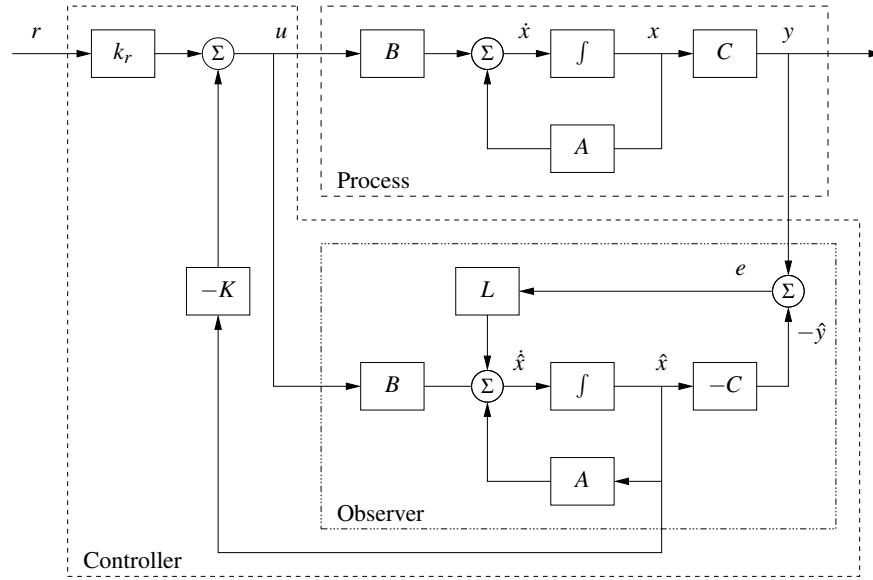 r
k_r
Σ
u
B
Σ
ẋ
∫
x
C
y
A
Process
−K
L
e
Σ
−ŷ
B
Σ
x̂̇
∫
x̂
−C
A
Observer
Controller